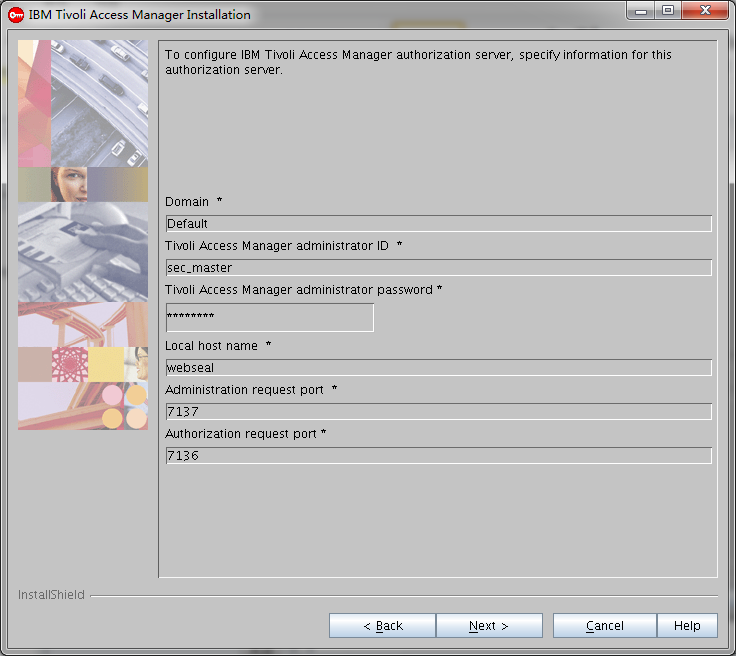 IBM Tivoli Access Manager Installation
To configure IBM Tivoli Access Manager authorization server, specify information for this
authorization server.
Domain *
Default
Tivoli Access Manager administrator ID *
sec_master
Tivoli Access Manager administrator password *
********
Local host name *
webseal
Administration request port *
7137
Authorization request port *
7136
InstallShield
< Back Next > Cancel Help